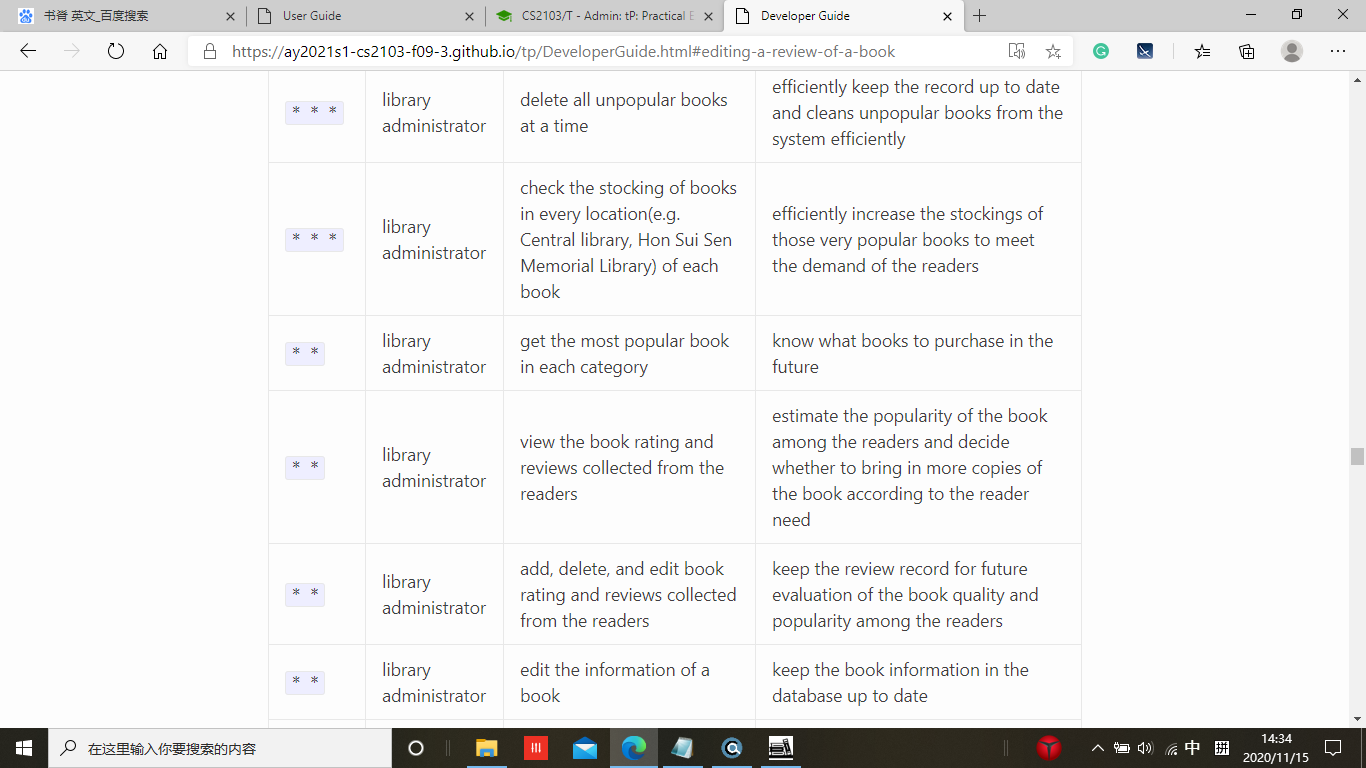 书脊 英文_百度搜索
User Guide
CS2103/T - Admin: tP: Practical E
Developer Guide
https://ay2021s1-cs2103-f09-3.github.io/tp/DeveloperGuide.html#editing-a-review-of-a-book
* * *
library
administrator
delete all unpopular books
at a time
efficiently keep the record up to date
and cleans unpopular books from the
system efficiently
* * *
library
administrator
check the stocking of books
in every location(e.g.
Central library, Hon Sui Sen
Memorial Library) of each
book
efficiently increase the stockings of
those very popular books to meet
the demand of the readers
* *
library
administrator
get the most popular book
in each category
know what books to purchase in the
future
* *
library
administrator
view the book rating and
reviews collected from the
readers
estimate the popularity of the book
among the readers and decide
whether to bring in more copies of
the book according to the reader
need
* *
library
administrator
add, delete, and edit book
rating and reviews collected
from the readers
keep the review record for future
evaluation of the book quality and
popularity among the readers
* *
library
administrator
edit the information of a
book
keep the book information in the
database up to date
在这里输入你要搜索的内容
中
拼
14:34
2020/11/15